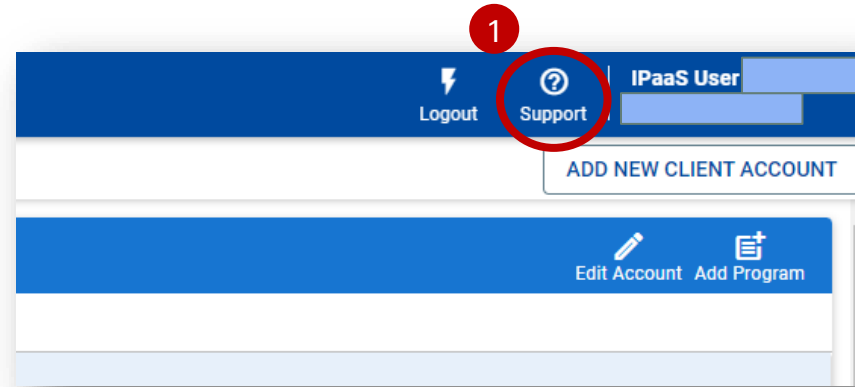 1
IPaaS User
Logout Support
ADD NEW CLIENT ACCOUNT
Edit Account Add Program